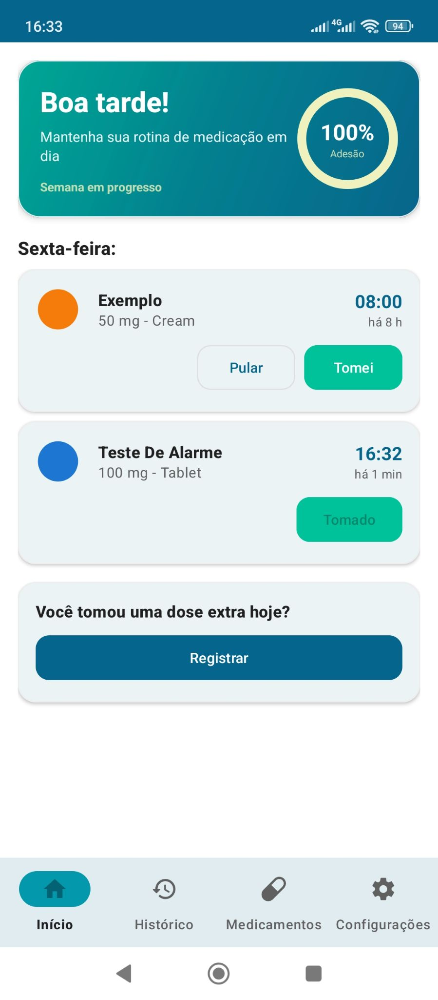 16:33
4G
94
Boa tarde!
Mantenha sua rotina de medicação em
dia
Semana em progresso
100%
Adesão
Sexta-feira:
Exemplo
50 mg - Cream
08:00
há 8 h
Pular
Tomei
Teste De Alarme
100 mg - Tablet
16:32
há 1 min
Tomado
Você tomou uma dose extra hoje?
Registrar
Início
Histórico
Medicamentos
Configurações